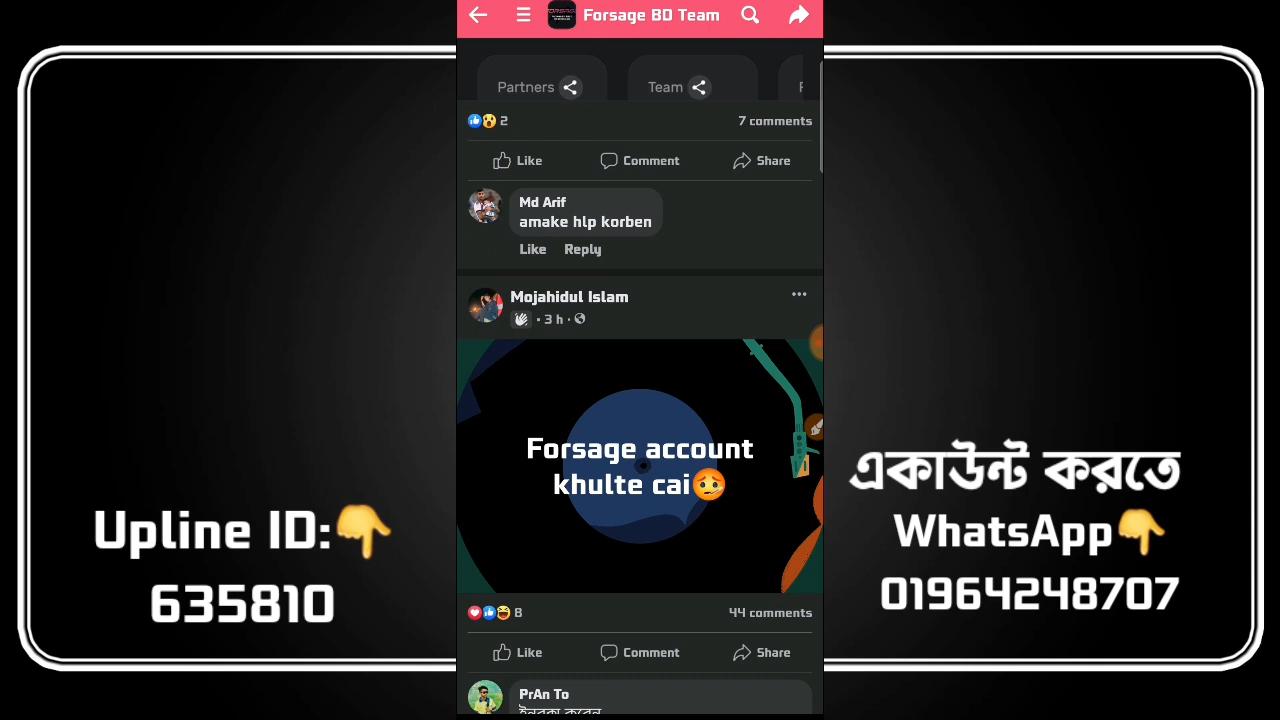 Forsage BD Team
Partners
Team
2
7 comments
Like
Comment
Share
Md Arif
amake hlp korben
Like Reply
Mojahidul Islam
• 3 h •
Forsage account
khulte cai🤒
8
44 comments
Like
Comment
Share
PrAn To
Upline ID:👇
635810
একাউন্ট করতে
WhatsApp👇
01964248707